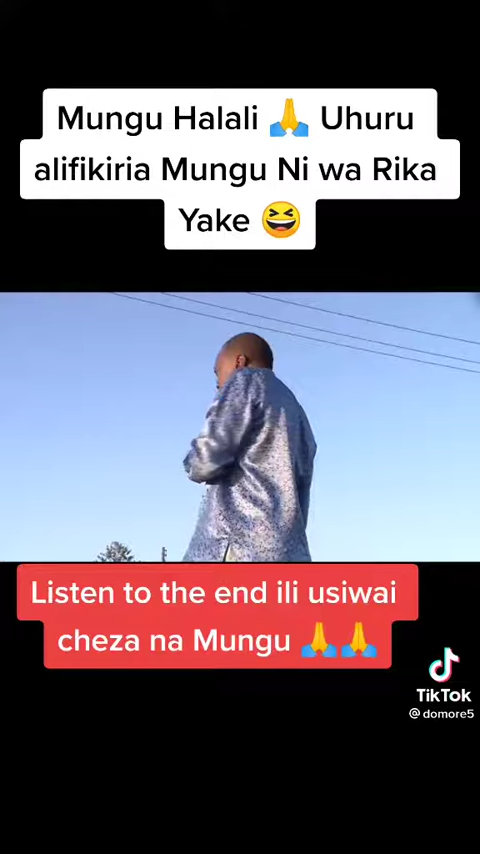 Mungu Halali 🙏 Uhuru
alifikiria Mungu Ni wa Rika
Yake 😆
Listen to the end ili usiwai
cheza na Mungu 🙏🙏
TikTok
@domore5